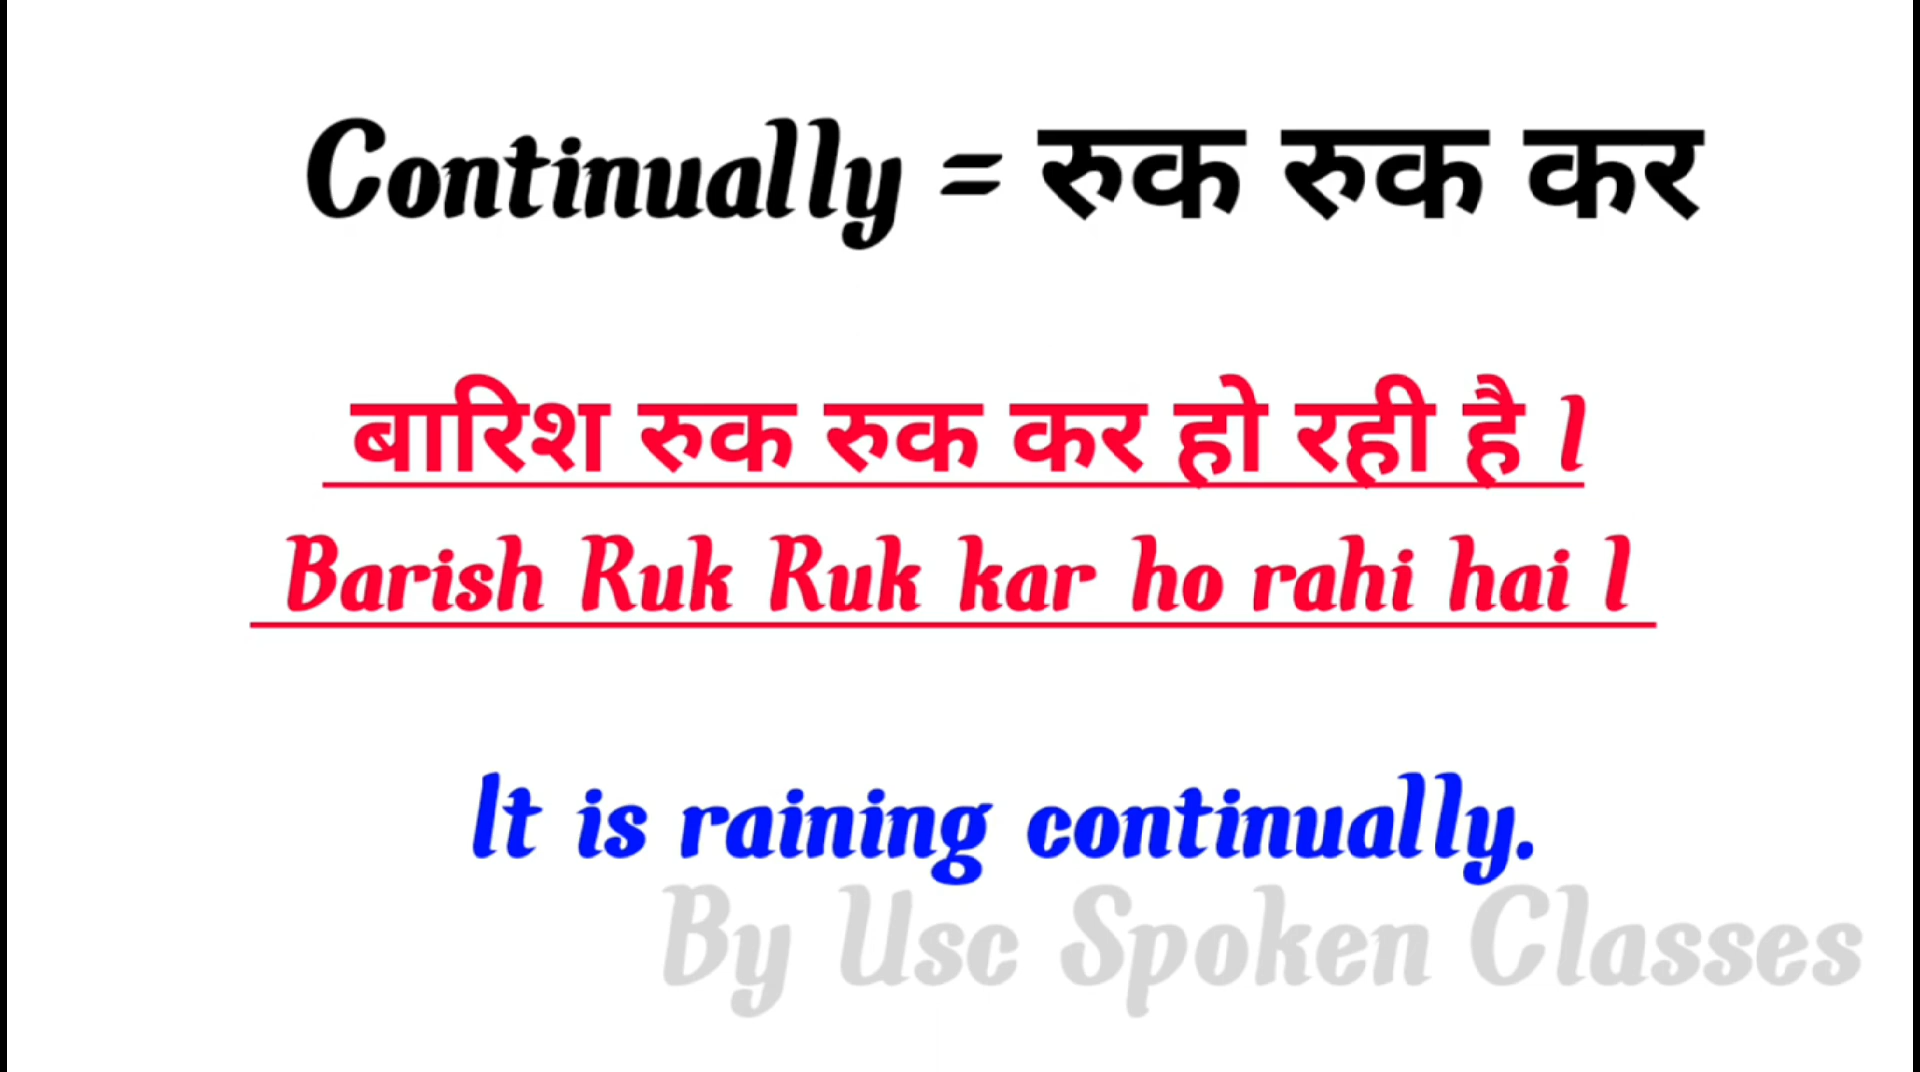 Continually = रुक रुक कर
बारिश रुक रुक कर हो रही है l
Barish Ruk Ruk kar ho rahi hai l
It is raining continually.
By Usc Spoken Classes